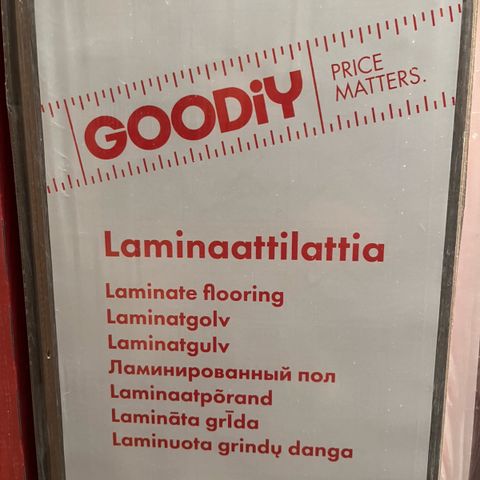 GOODiY
PRICE
MATTERS.
Laminaattilattia
Laminate flooring
Laminatgolv
Laminatgulv
Ламинированный пол
Laminaatpõrand
Lamināta grīda
Laminuota grindų danga